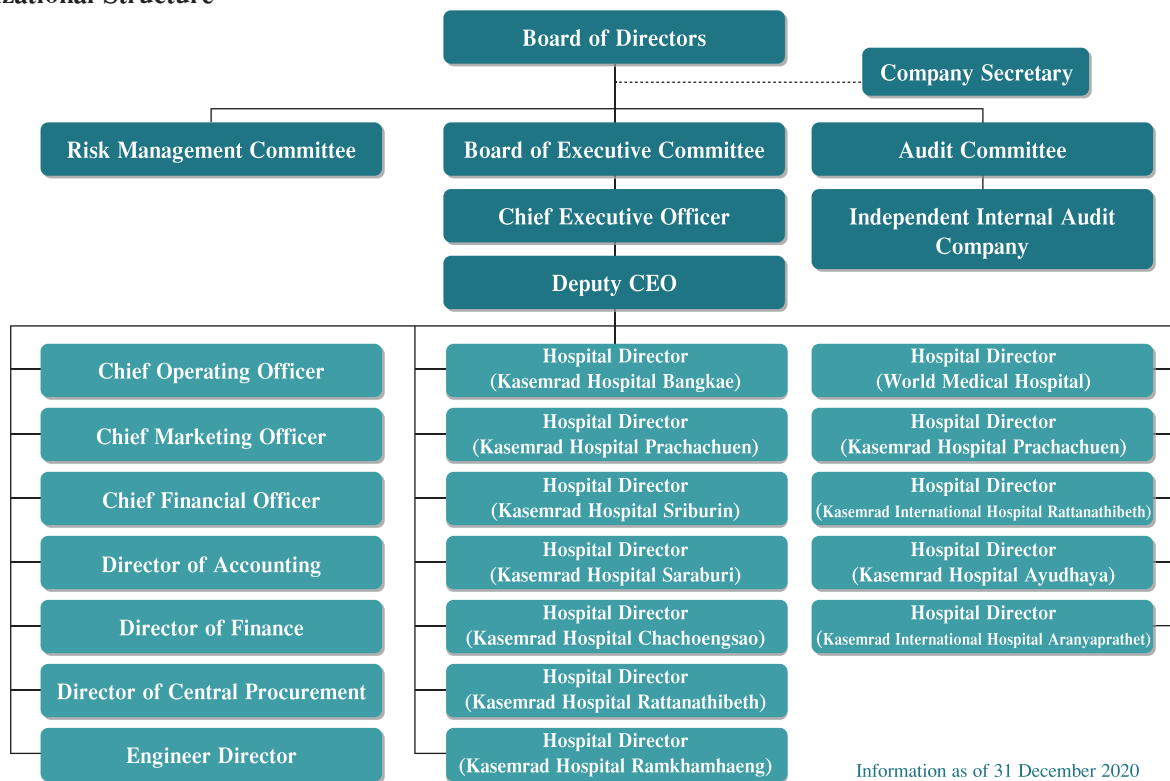 izational Structure
Board of Directors
Company Secretary
Risk Management Committee
Board of Executive Committee
Audit Committee
Chief Executive Officer
Independent Internal Audit
Company
Deputy CEO
Chief Operating Officer
Chief Marketing Officer
Chief Financial Officer
Director of Accounting
Director of Finance
Director of Central Procurement
Engineer Director
Hospital Director
(Kasemrad Hospital Bangkae)
Hospital Director
(Kasemrad Hospital Prachachuen)
Hospital Director
(Kasemrad Hospital Sriburin)
Hospital Director
(Kasemrad Hospital Saraburi)
Hospital Director
(Kasemrad Hospital Chachoengsao)
Hospital Director
(Kasemrad Hospital Rattanathibeth)
Hospital Director
(Kasemrad Hospital Ramkhamhaeng)
Hospital Director
(World Medical Hospital)
Hospital Director
(Kasemrad Hospital Prachachuen)
Hospital Director
(Kasemrad International Hospital Rattanathibeth)
Hospital Director
(Kasemrad Hospital Ayudhaya)
Hospital Director
(Kasemrad International Hospital Aranyaprathet)
Information as of 31 December 2020